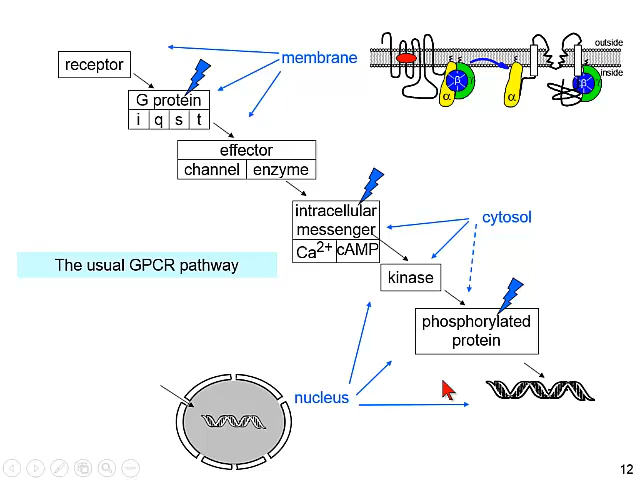 outside
membrane
receptor
β
β
inside
α
α
G protein
i q s t
effector
channel enzyme
intracellular
messenger
Ca2+ cAMP
cytosol
The usual GPCR pathway
kinase
phosphorylated
protein
nucleus
12